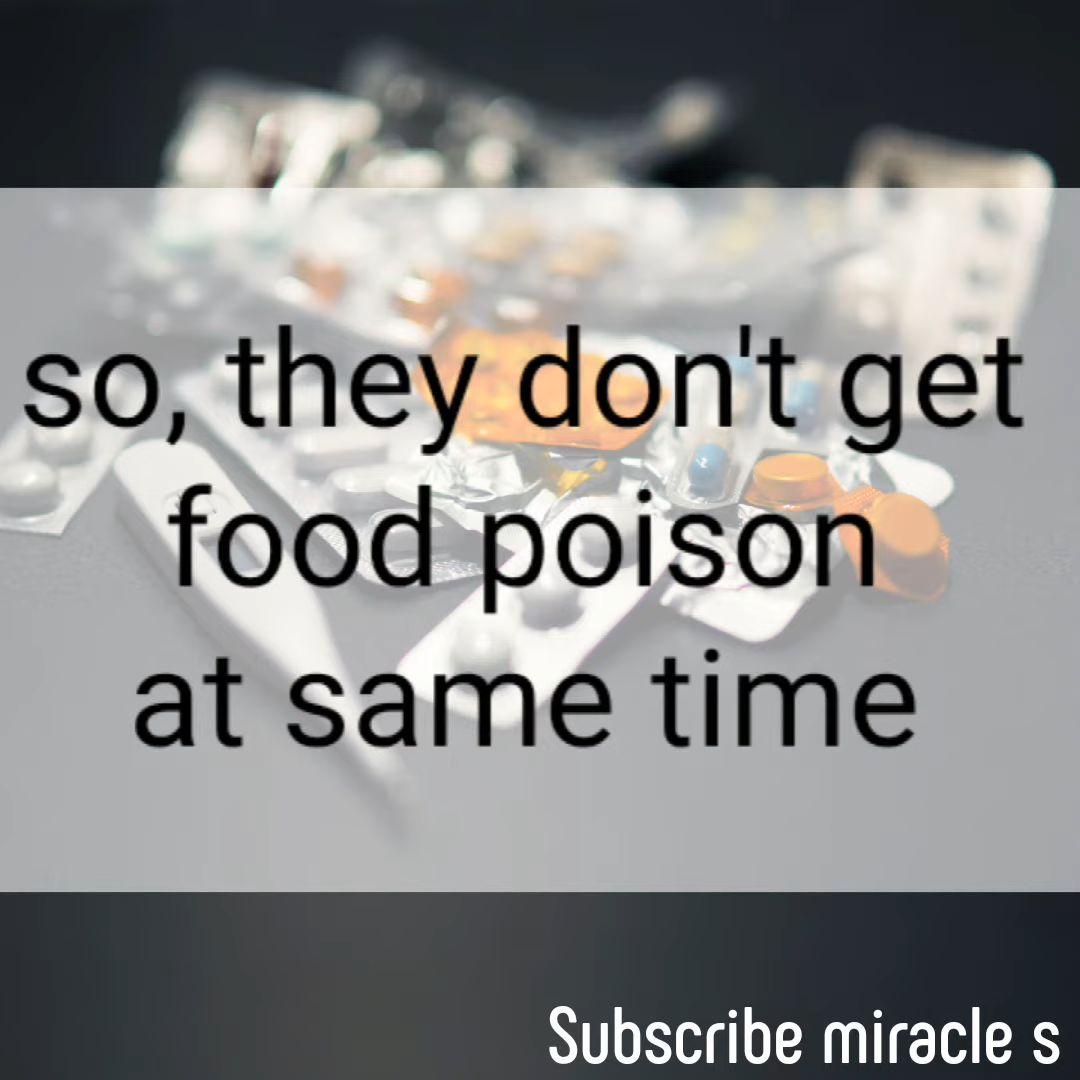 so, they don't get
food poison
at same time
Subscribe miracle s